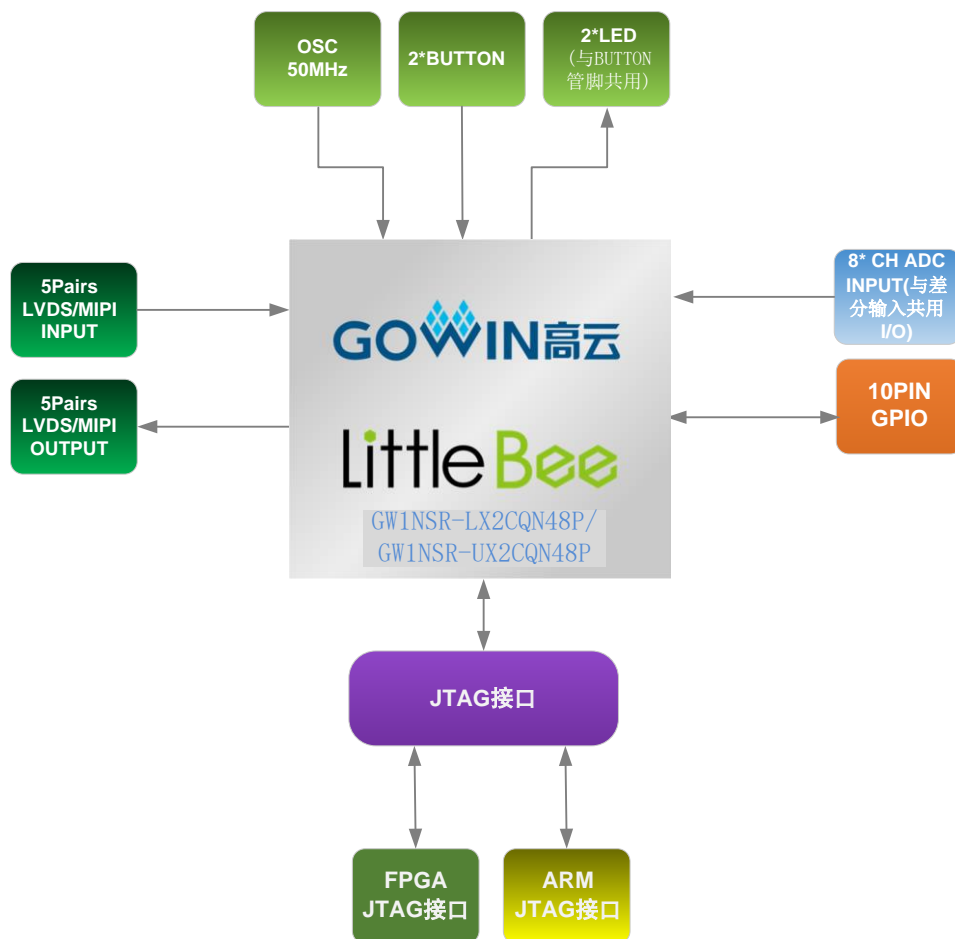 OSC
50MHz
2*BUTTON
2*LED
(与BUTTON
管脚共用)
5Pairs
LVDS/MIPI
INPUT
8* CH ADC
INPUT(与差
分输入共用
I/O)
GOWIN高云
5Pairs
LVDS/MIPI
OUTPUT
10PIN
GPIO
LittleBee
GW1NSR-LX2CQN48P/
GW1NSR-UX2CQN48P
JTAG接口
FPGA
JTAG接口
ARM
JTAG接口